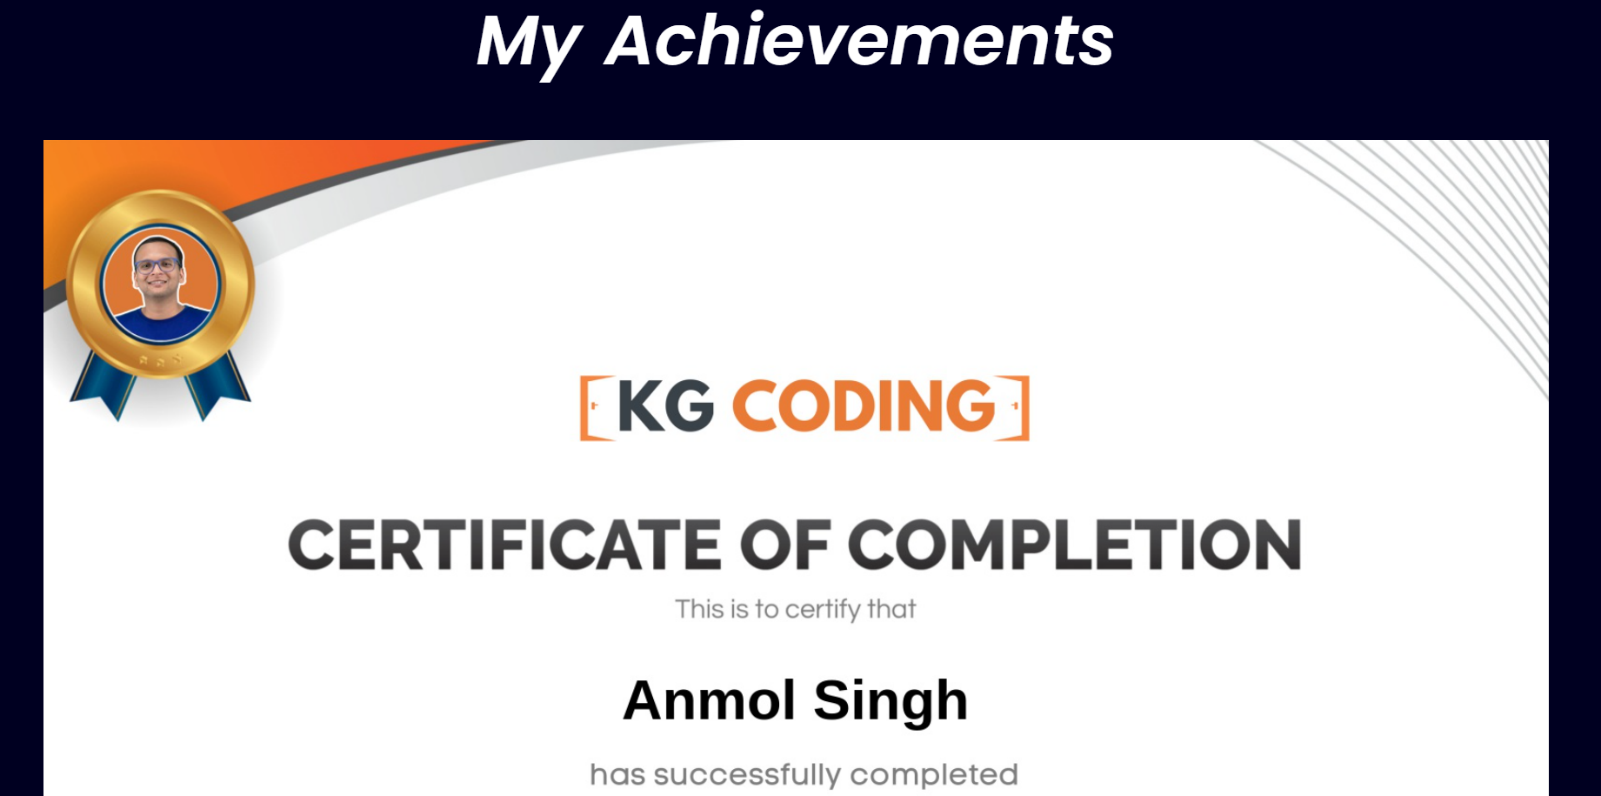 My Achievements
KG CODING
CERTIFICATE OF COMPLETION
This is to certify that
Anmol Singh
has successfully completed